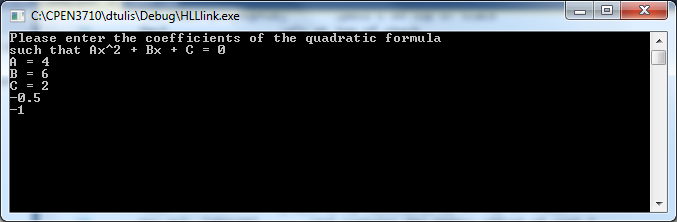 C:\CPEN3710\dtulis\Debug\HLLlink.exe
Please enter the coefficients of the quadratic formula
such that Ax^2 + Bx + C = 0
A = 4
B = 6
C = 2
-0.5
-1